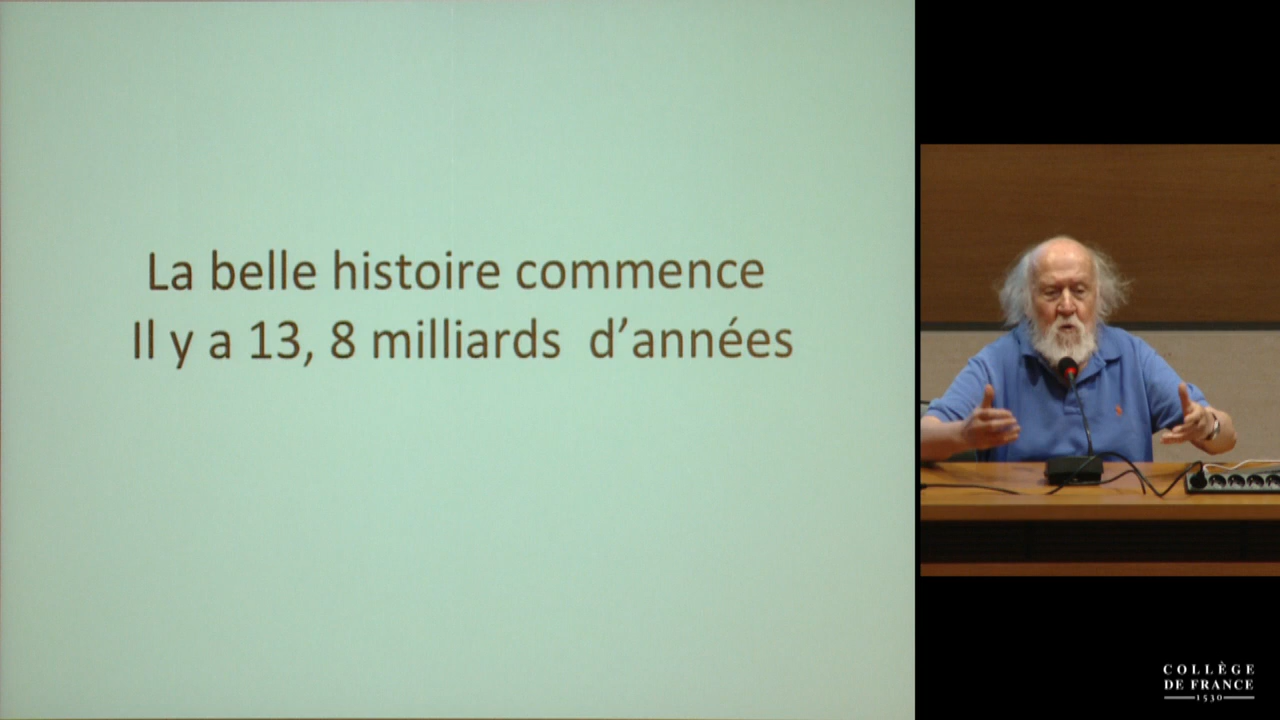 La belle histoire commence
Il y a 13, 8 milliards  d’années
COLLÈGE
DE FRANCE
1530